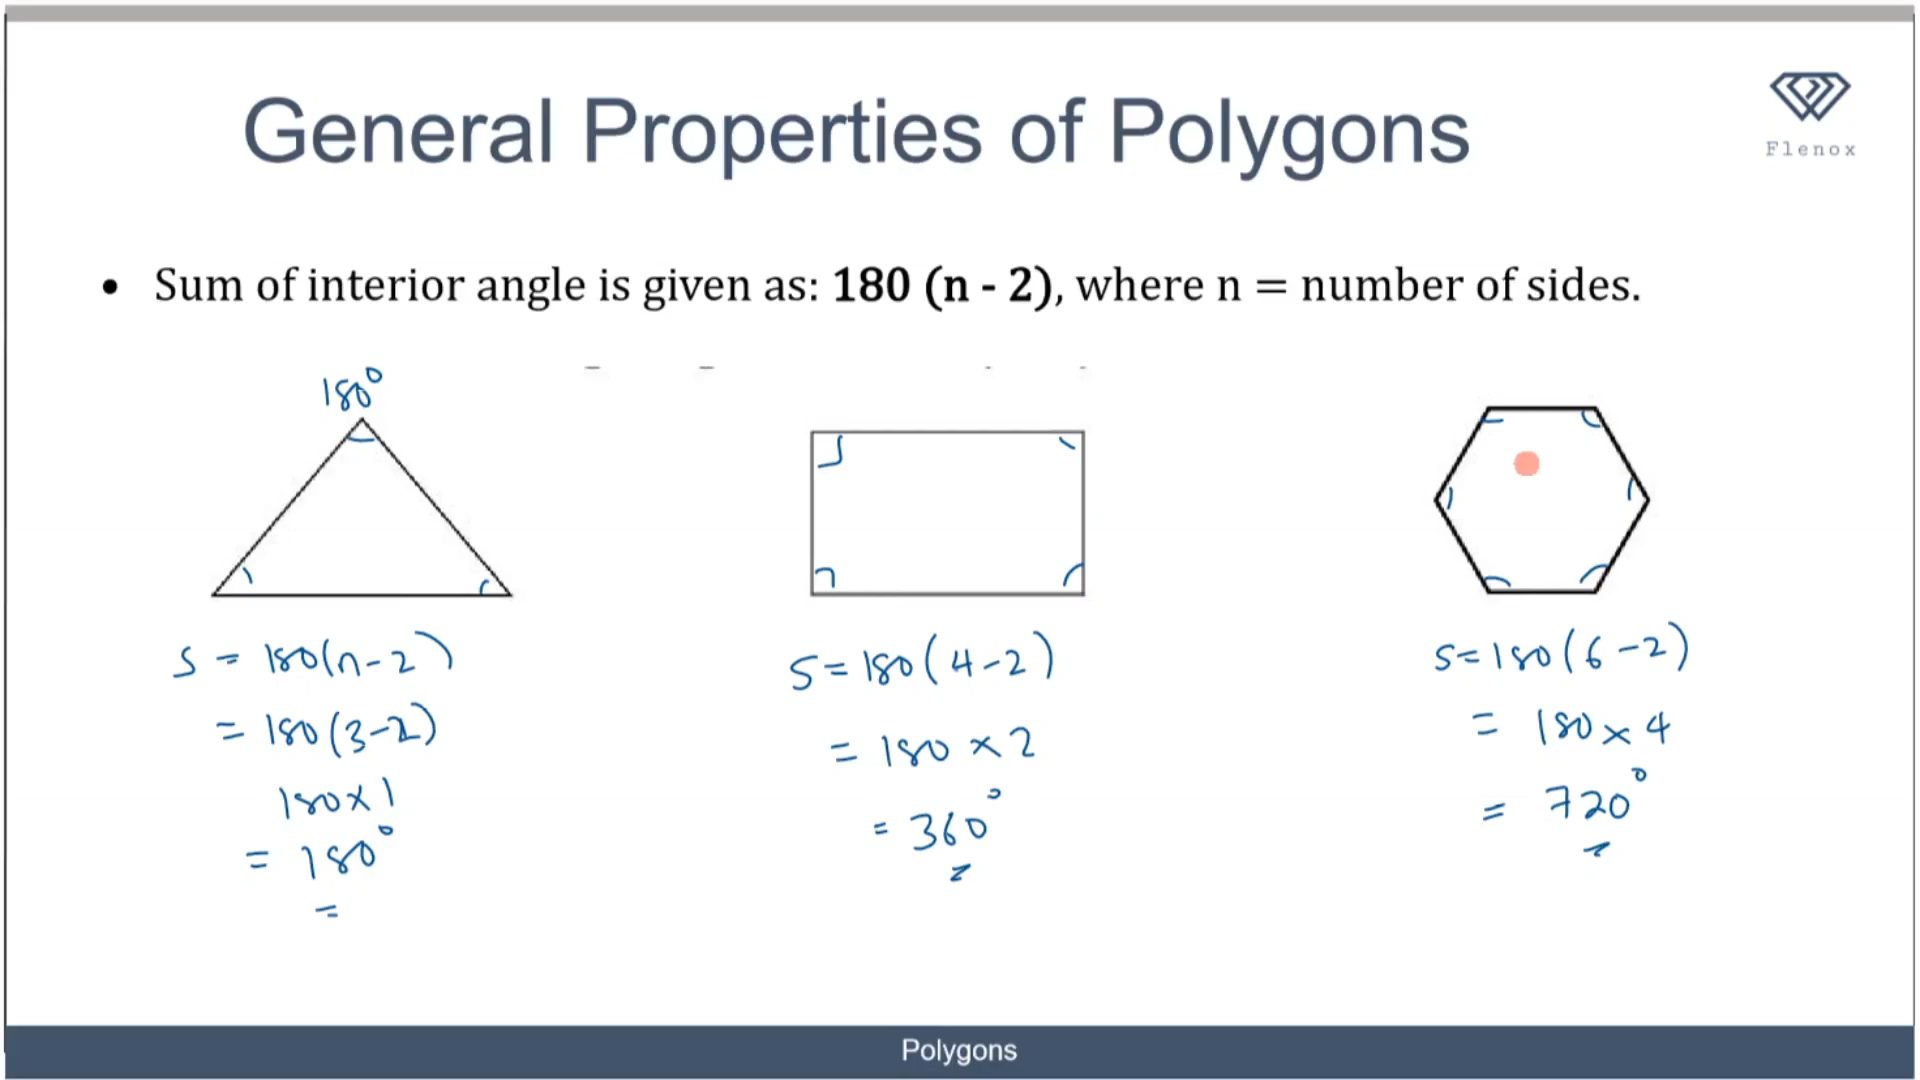 General Properties of Polygons
Flenox
• Sum of interior angle is given as: 180 (n - 2), where n = number of sides.
180°
S = 180(n-2)
= 180(3-2)
180×1
= 180°
S = 180(4-2)
= 180 × 2
= 360°
S = 180(6-2)
= 180 × 4
= 720°
Polygons